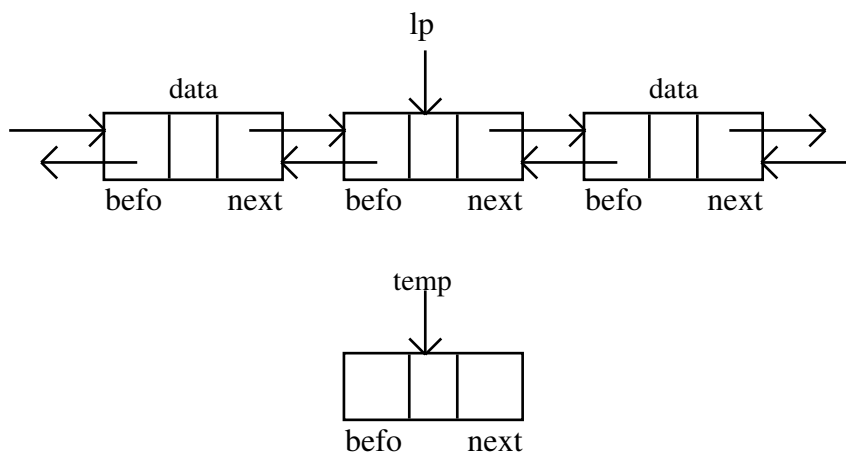 lp
data data
befo next befo next befo next
temp
befo next